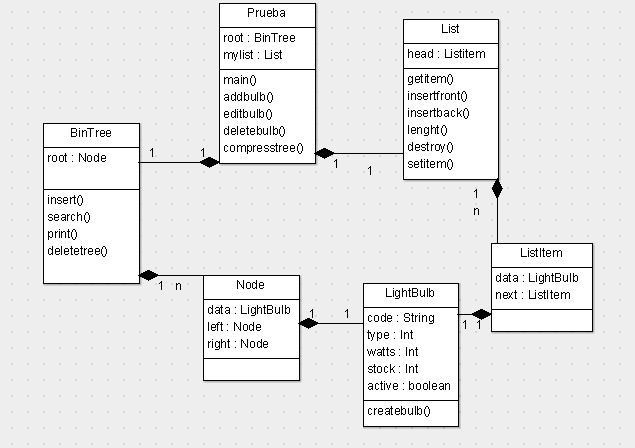 Prueba
root : BinTree
mylist : List
main()
addbulb()
editbulb()
deletebulb()
compresstree()
List
head : Listitem
getitem()
insertfront()
insertback()
lenght()
destroy()
setitem()
BinTree
root : Node
insert()
search()
print()
deletetree()
1 1
1 1
1
n
ListItem
data : LightBulb
next : ListItem
1 n
Node
data : LightBulb
left : Node
right : Node
1 1
LightBulb
code : String
type : Int
watts : Int
stock : Int
active : boolean
createbulb()
1 1